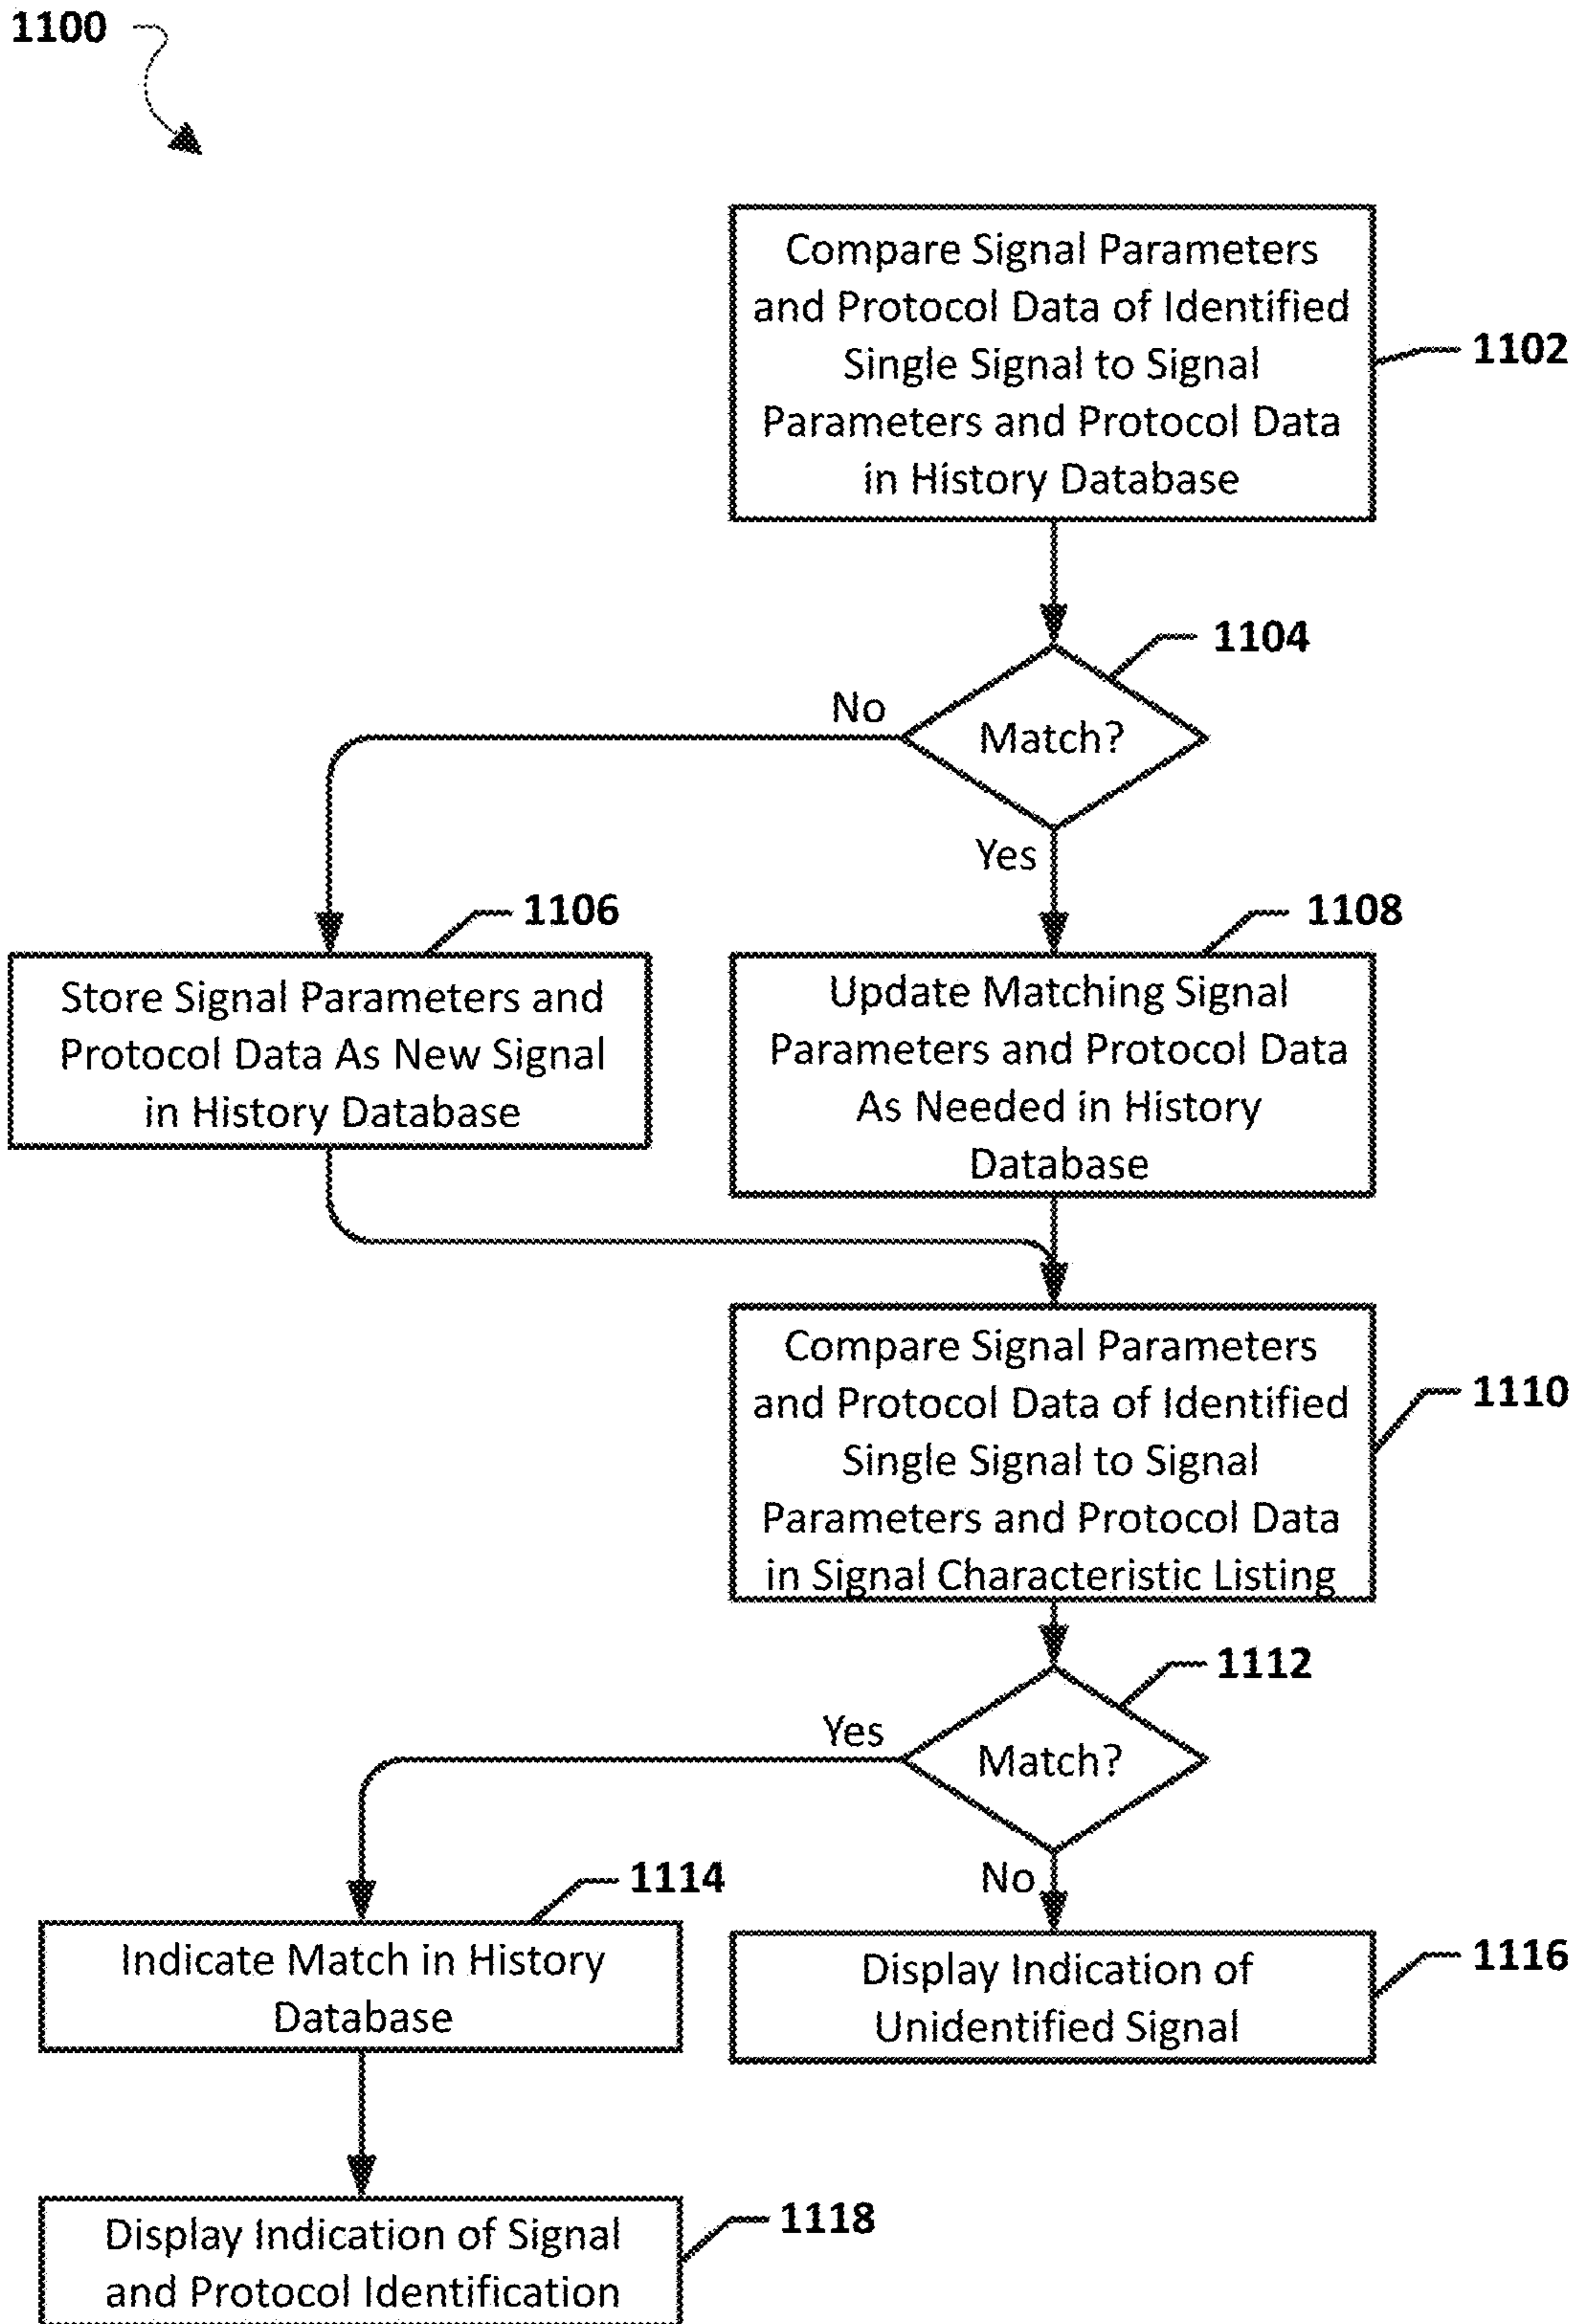 1100
Compare Signal Parameters
and Protocol Data of Identified
Single Signal to Signal
Parameters and Protocol Data
in History Database
1102
1104
No
Match?
Yes
1106
1108
Store Signal Parameters and
Protocol Data As New Signal
in History Database
Update Matching Signal
Parameters and Protocol Data
As Needed in History
Database
Compare Signal Parameters
and Protocol Data of Identified
Single Signal to Signal
Parameters and Protocol Data
in Signal Characteristic Listing
1110
1112
Yes
Match?
No
1114
Indicate Match in History
Database
Display Indication of
Unidentified Signal
1116
Display Indication of Signal
and Protocol Identification
1118